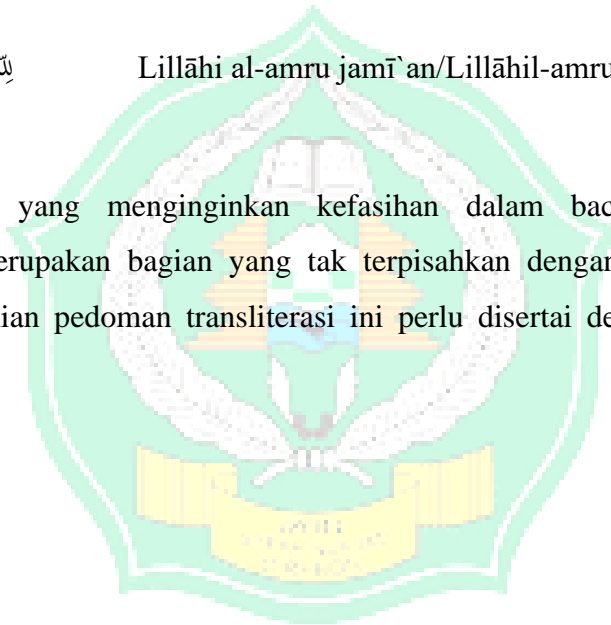 لِلّٰ Lillāhi al-amru jamī`an/Lillāhil-amru
yang menginginkan kefasihan dalam bac
erupakan bagian yang tak terpisahkan dengan
ian pedoman transliterasi ini perlu disertai de